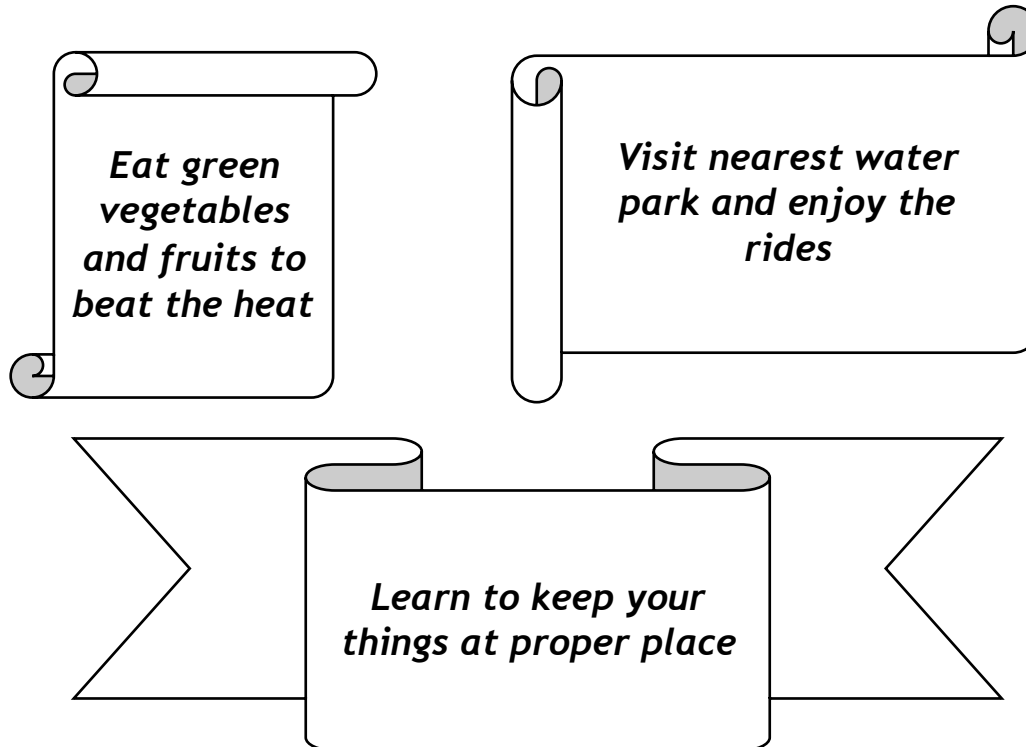 Eat green
vegetables
and fruits to
beat the heat
Visit nearest water
park and enjoy the
rides
Learn to keep your
things at proper place